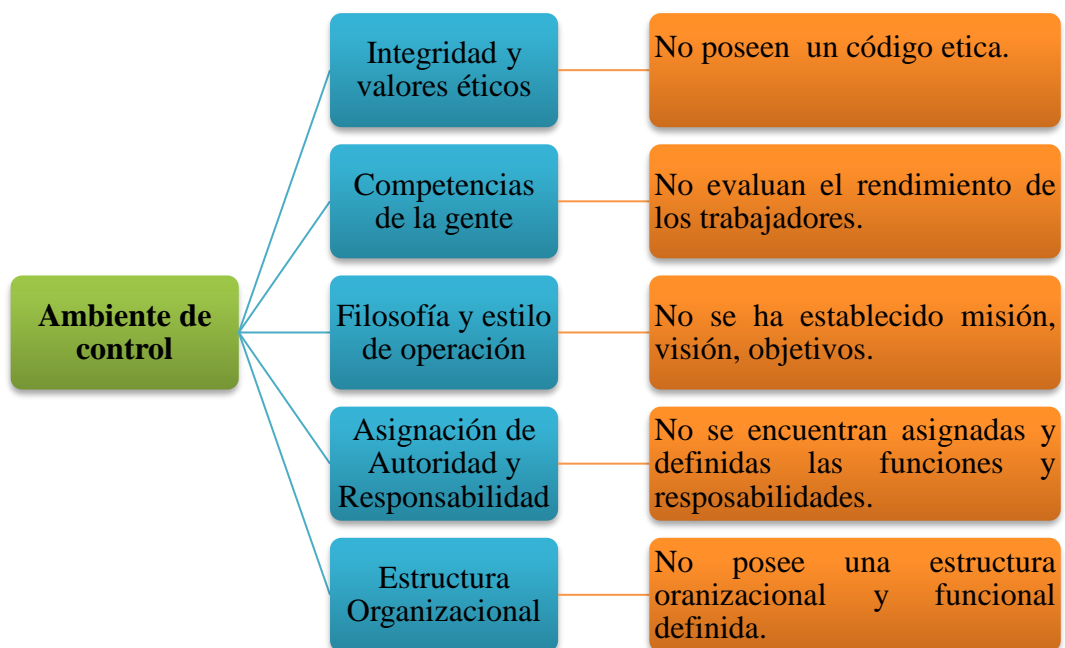 Ambiente de
control
Integridad y
valores éticos
No poseen un código etica.
Competencias
de la gente
No evaluan el rendimiento de
los trabajadores.
Filosofía y estilo
de operación
No se ha establecido misión,
visión, objetivos.
Asignación de
Autoridad y
Responsabilidad
No se encuentran asignadas y
definidas las funciones y
resposabilidades.
Estructura
Organizacional
No posee una estructura
oranizacional y funcional
definida.